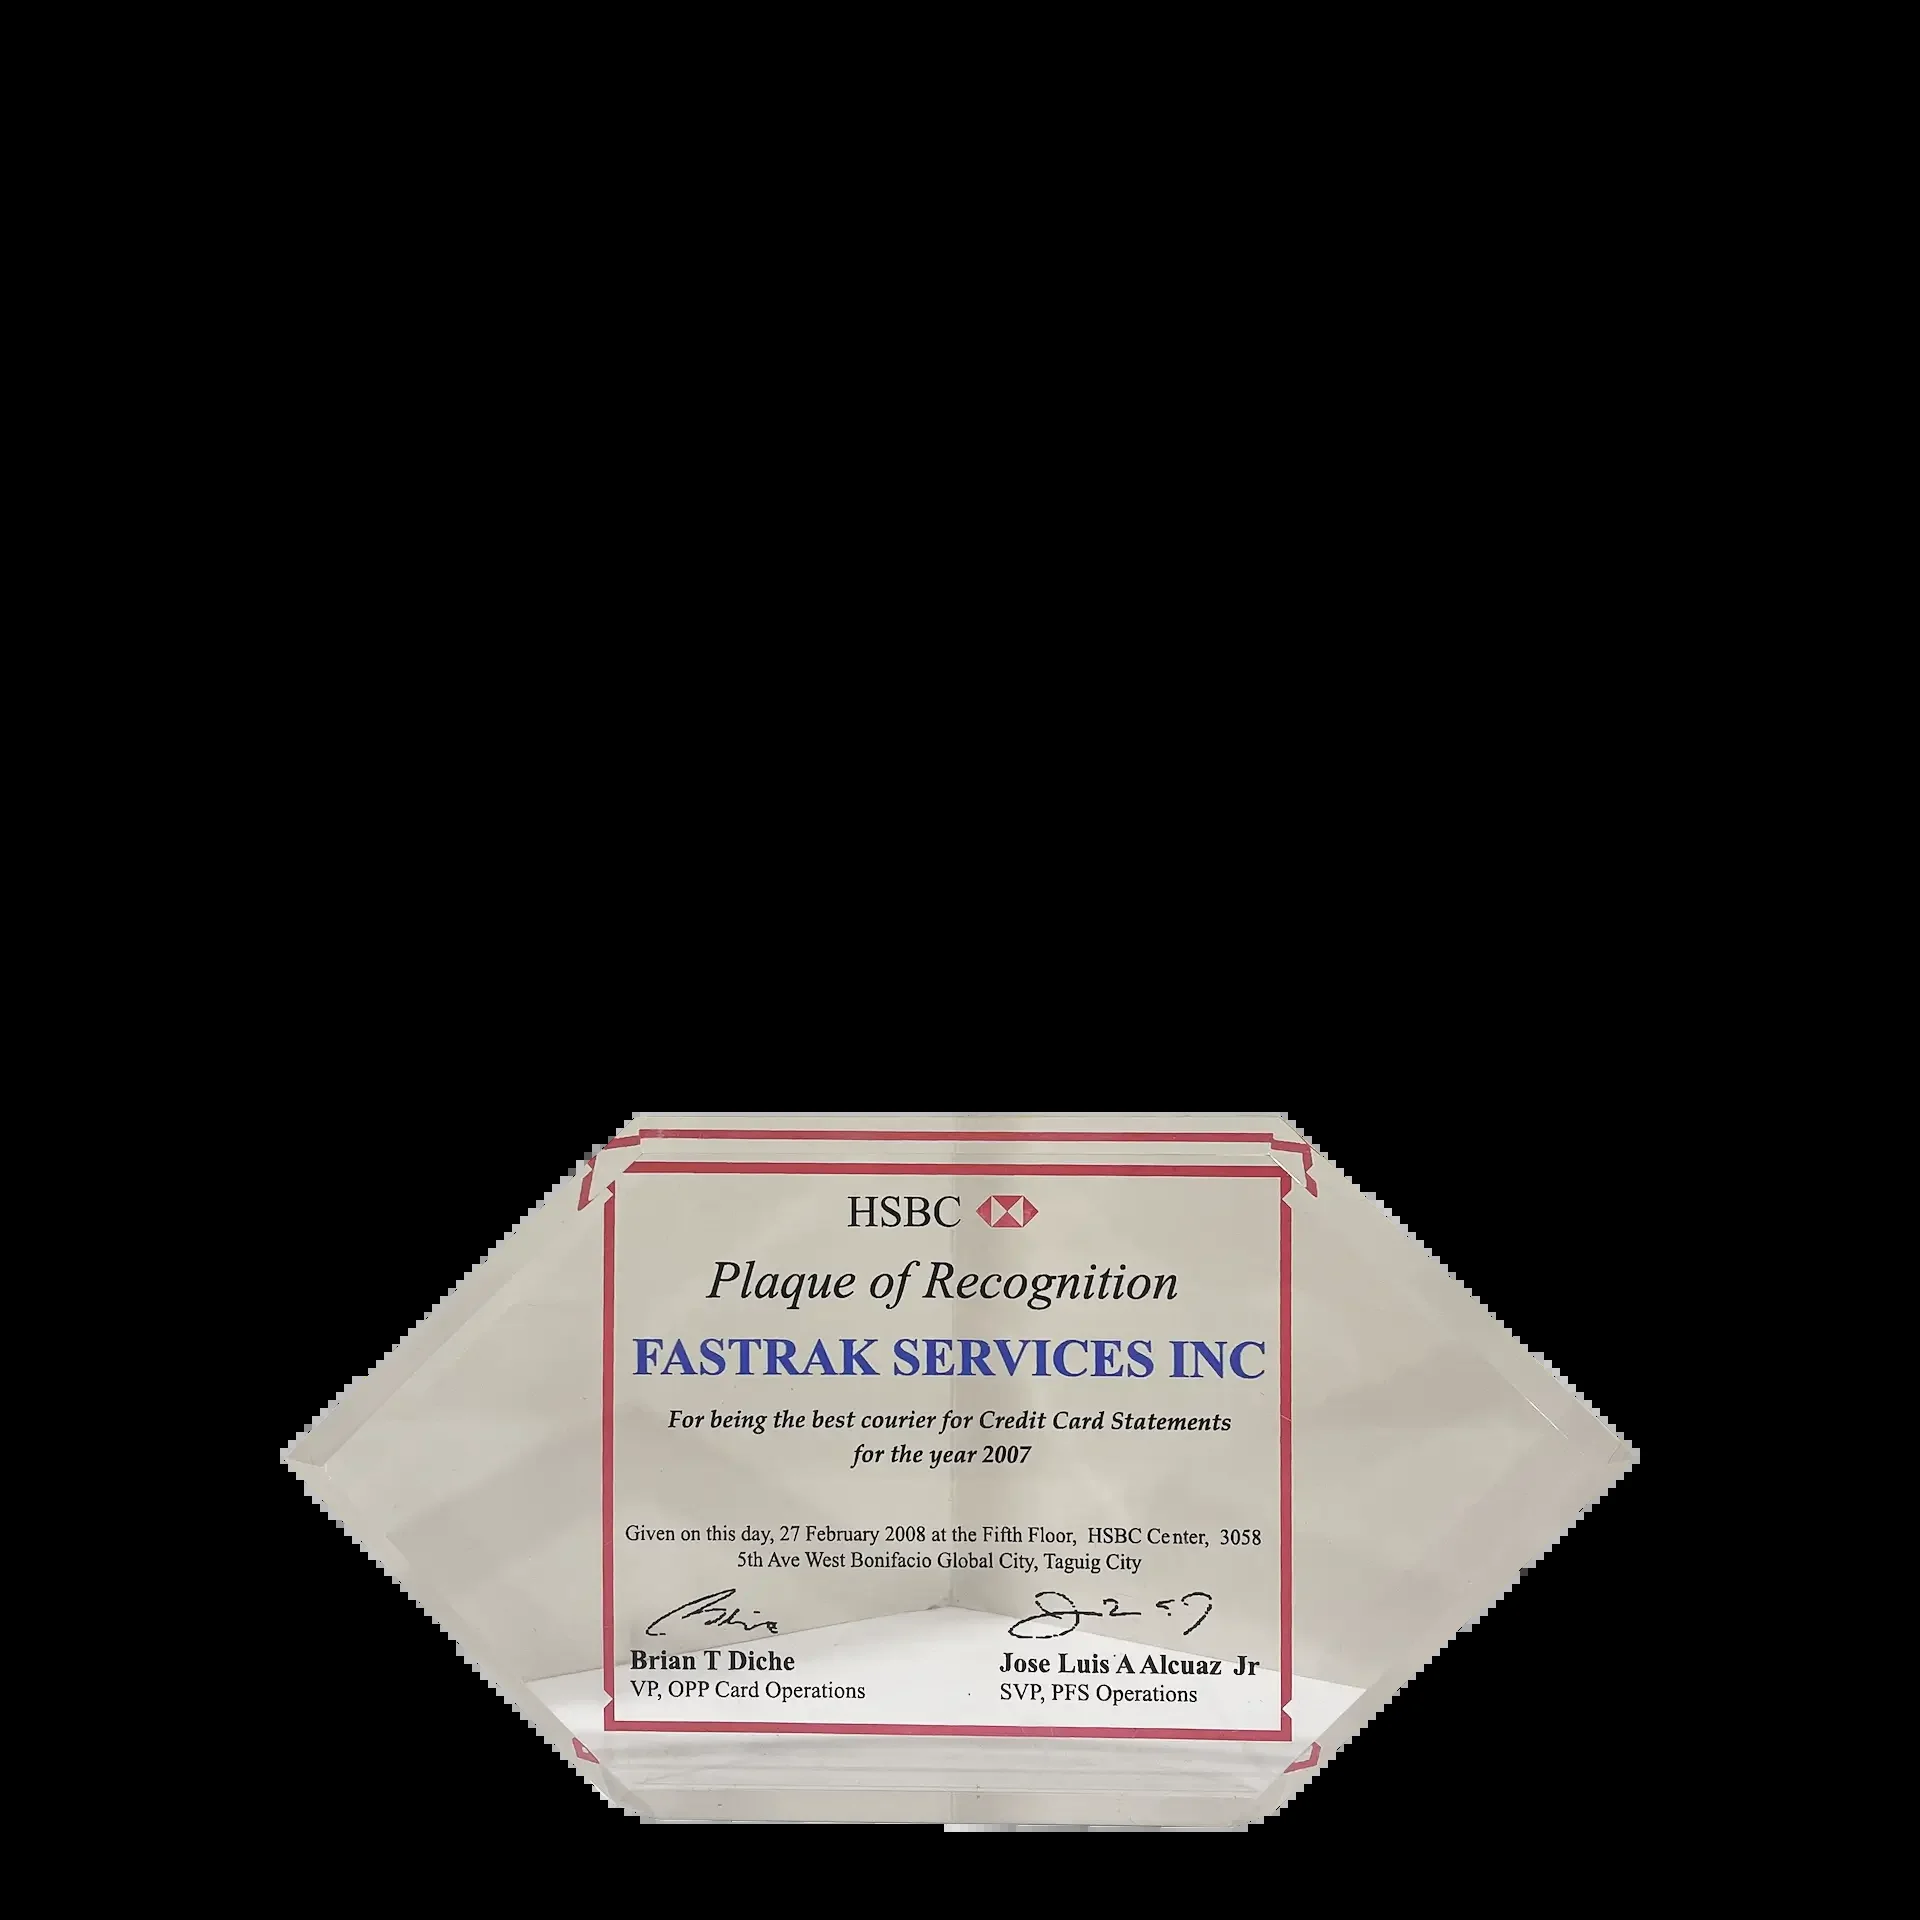 HSBC
Plaque of Recognition
FASTRAK SERVICES INC
For being the best courier for Credit Card Statements
for the year 2007
Given on this day, 27 February 2008 at the Fifth Floor, HSBC Center, 3058
5th Ave West Bonifacio Global City, Taguig City
Brian T Diche
VP, OPP Card Operations
Jose Luis A Alcuaz Jr
SVP, PFS Operations